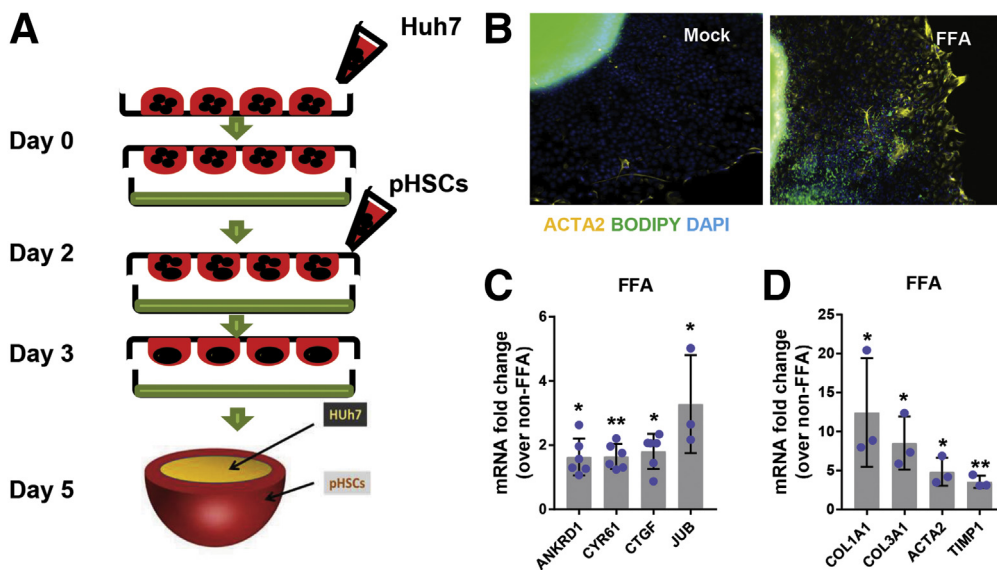 A
Huh7
Day 0
pHSCs
Day 2
Day 3
HUh7
pHSCs
Day 5
B
Mock
FFA
ACTA2 BODIPY DAPI
C
FFA
mRNA fold change
(over non-FFA)
6
4
2
0
*
**
*
*
ANKRD1
CYR61
CTGF
JUB
D
FFA
mRNA fold change
(over non-FFA)
25
20
15
10
5
0
*
*
*
**
COL1A1
COL3A1
ACTA2
TIMP1